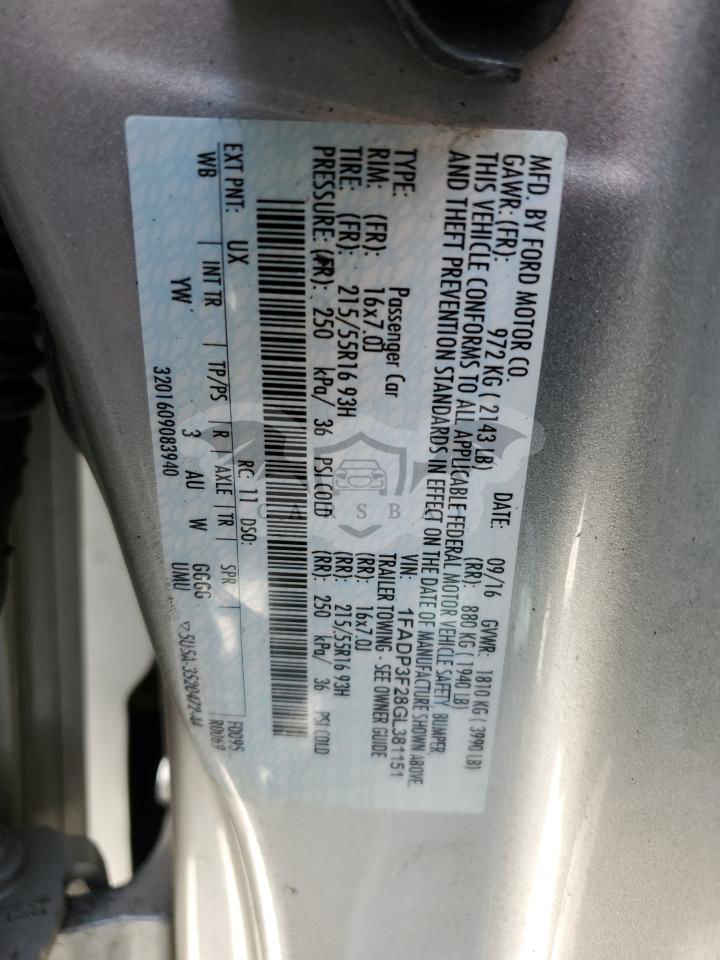 MFD. BY FORD MOTOR CO.
DATE: 09/16 GVWR: 1810 KG ( 3990 LB)
GAWR: (FR): 972 KG ( 2143 LB) (RR): 880 KG ( 1940 LB)
THIS VEHICLE CONFORMS TO ALL APPLICABLE FEDERAL MOTOR VEHICLE SAFETY BUMPER,
AND THEFT PREVENTION STANDARDS IN EFFECT ON THE DATE OF MANUFACTURE SHOWN ABOVE
VIN: 1FADP3F28GL381151
TYPE: Passenger Car TRAILER TOWING - SEE OWNER GUIDE
RIM: (FR): 16x7.0J (RR): 16x7.0J
TIRE: (FR): 215/55R16 93H (RR): 215/55R16 93H
PRESSURE: (FR): 250 kPa/ 36 PSI COLD (RR): 250 kPa/ 36 PSI COLD
CARSB
EXT PNT: UX RC: 11 DSO: F0095
WB | INT TR | TP/PS | R | AXLE | TR | SPR | R0069
YW 3 AU W GGGG
3201609083940 UMU